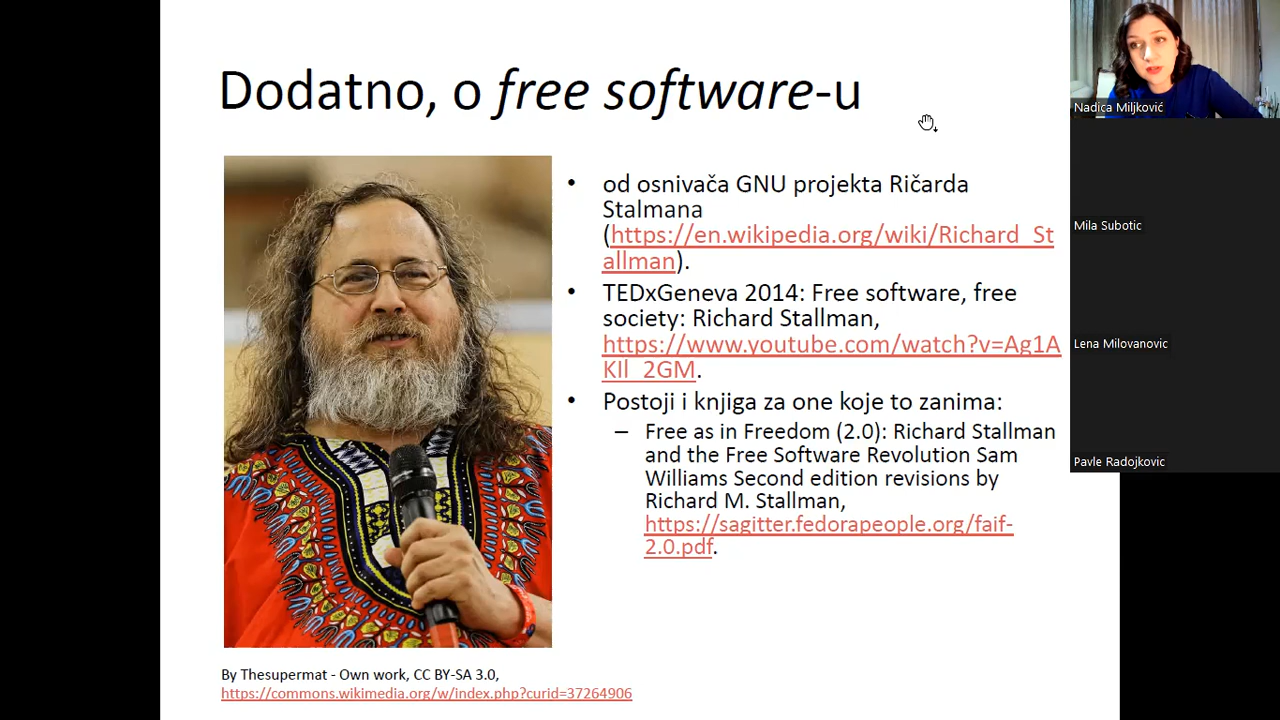 Dodatno, o free software-u
od osnivača GNU projekta Ričarda
Stalmana
(https://en.wikipedia.org/wiki/Richard_St
allman).
TEDxGeneva 2014: Free software, free
society: Richard Stallman,
https://www.youtube.com/watch?v=Ag1A
KIl_2GM.
Postoji i knjiga za one koje to zanima:
– Free as in Freedom (2.0): Richard Stallman
and the Free Software Revolution Sam
Williams Second edition revisions by
Richard M. Stallman,
https://sagitter.fedorapeople.org/faif-
2.0.pdf.
By Thesupermat - Own work, CC BY-SA 3.0,
https://commons.wikimedia.org/w/index.php?curid=37264906
Nadica Miljković
Mila Subotic
Lena Milovanovic
Pavle Radojkovic